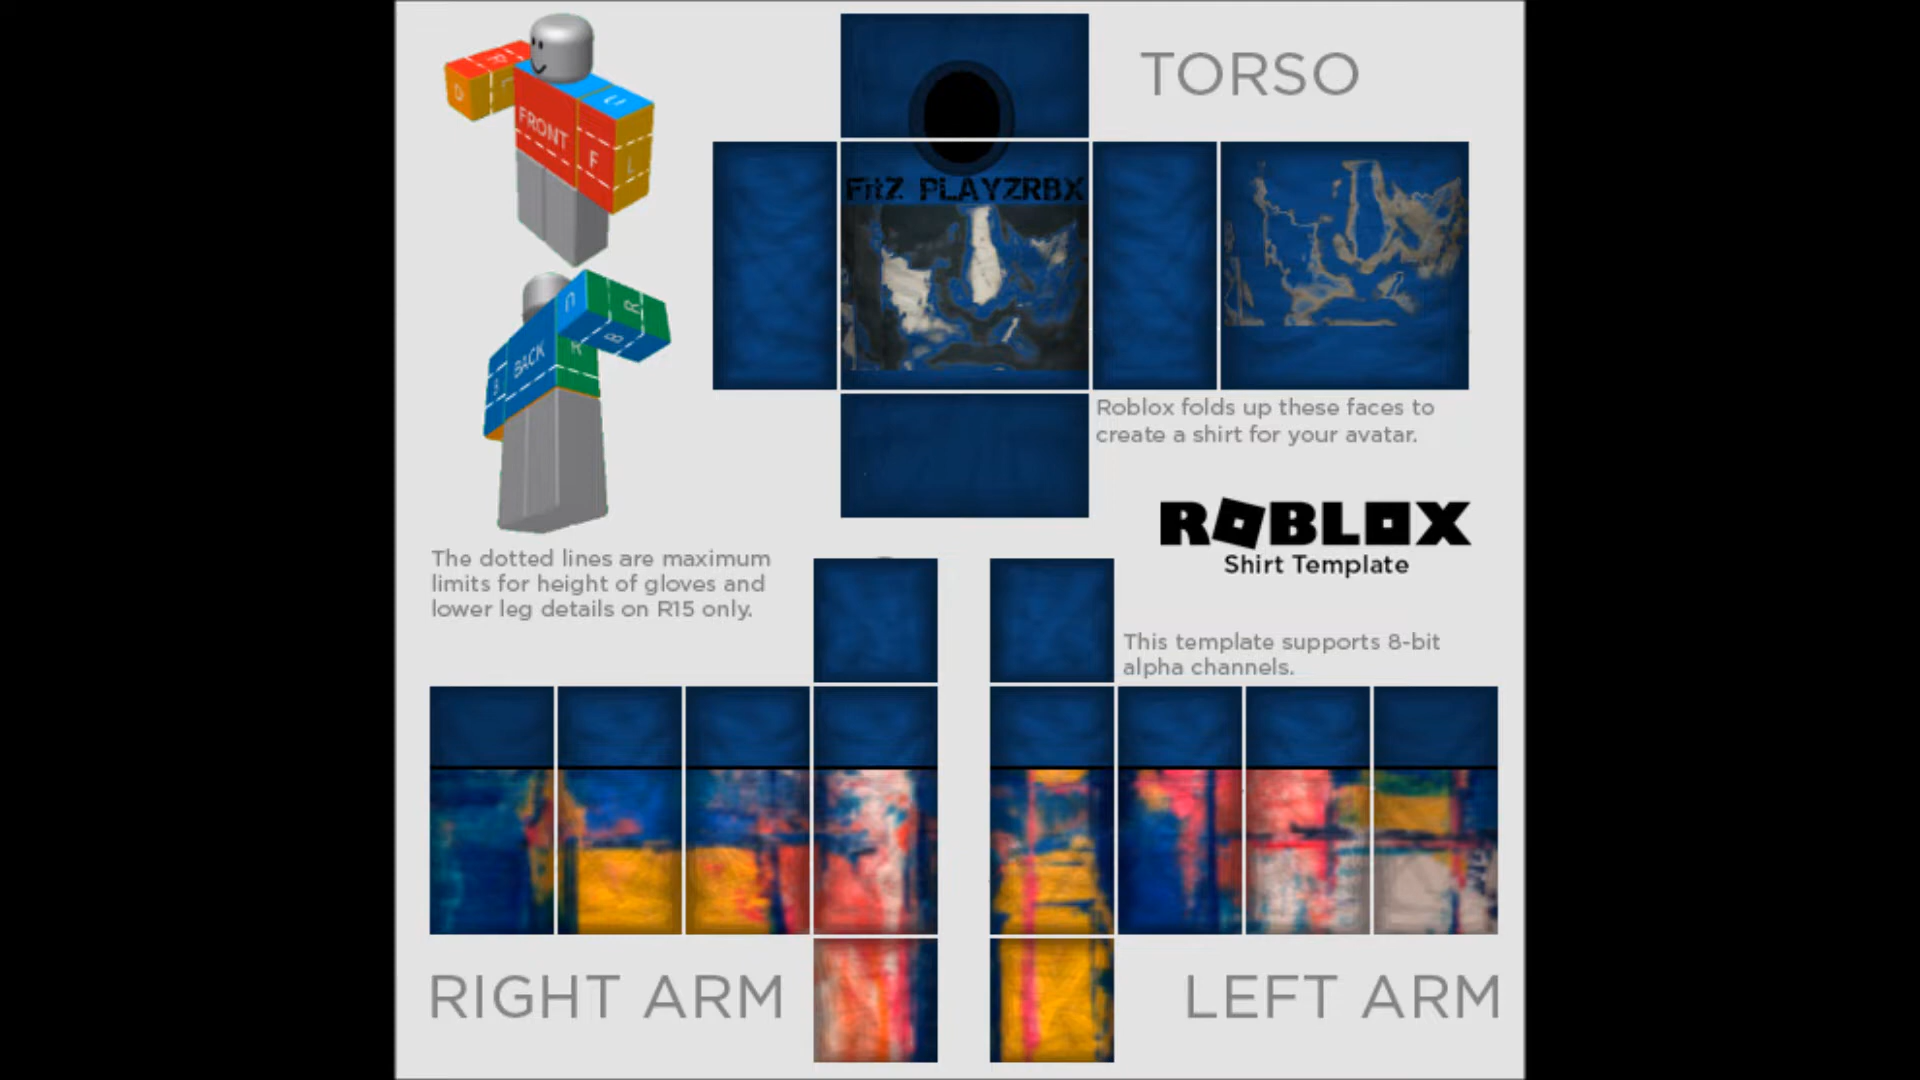 TORSO
R
D
L
U
FRONT
F
L
FitZ PLAYZRBX
U
R
B
R
BACK
L
Roblox folds up these faces to
create a shirt for your avatar.
ROBLOX
Shirt Template
The dotted lines are maximum
limits for height of gloves and
lower leg details on R15 only.
This template supports 8-bit
alpha channels.
RIGHT ARM
LEFT ARM